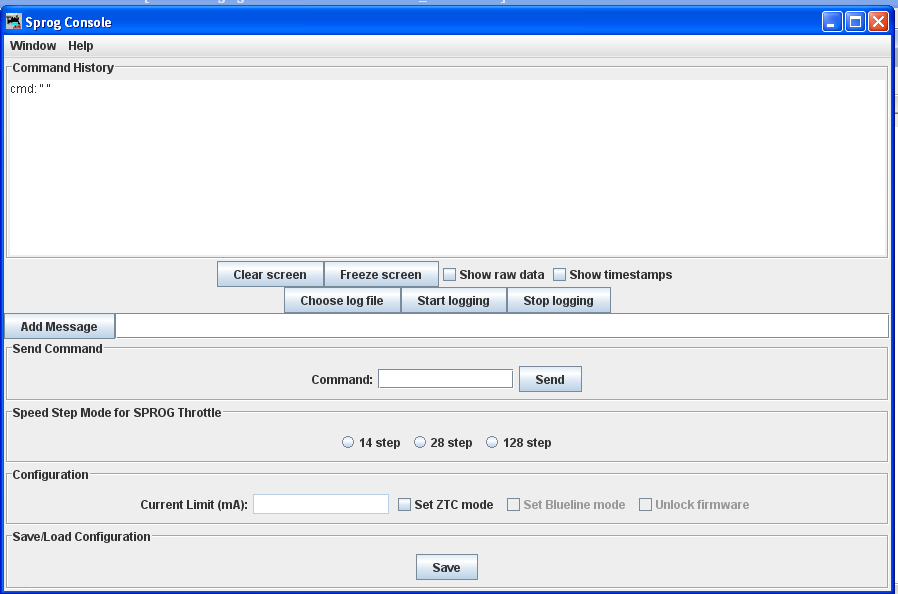 Sprog Console
Window Help
Command History
cmd: " "
Clear screen Freeze screen Show raw data Show timestamps
Choose log file Start logging Stop logging
Add Message
Send Command
Command: Send
Speed Step Mode for SPROG Throttle
14 step 28 step 128 step
Configuration
Current Limit (mA): Set ZTC mode Set Blueline mode Unlock firmware
Save/Load Configuration
Save